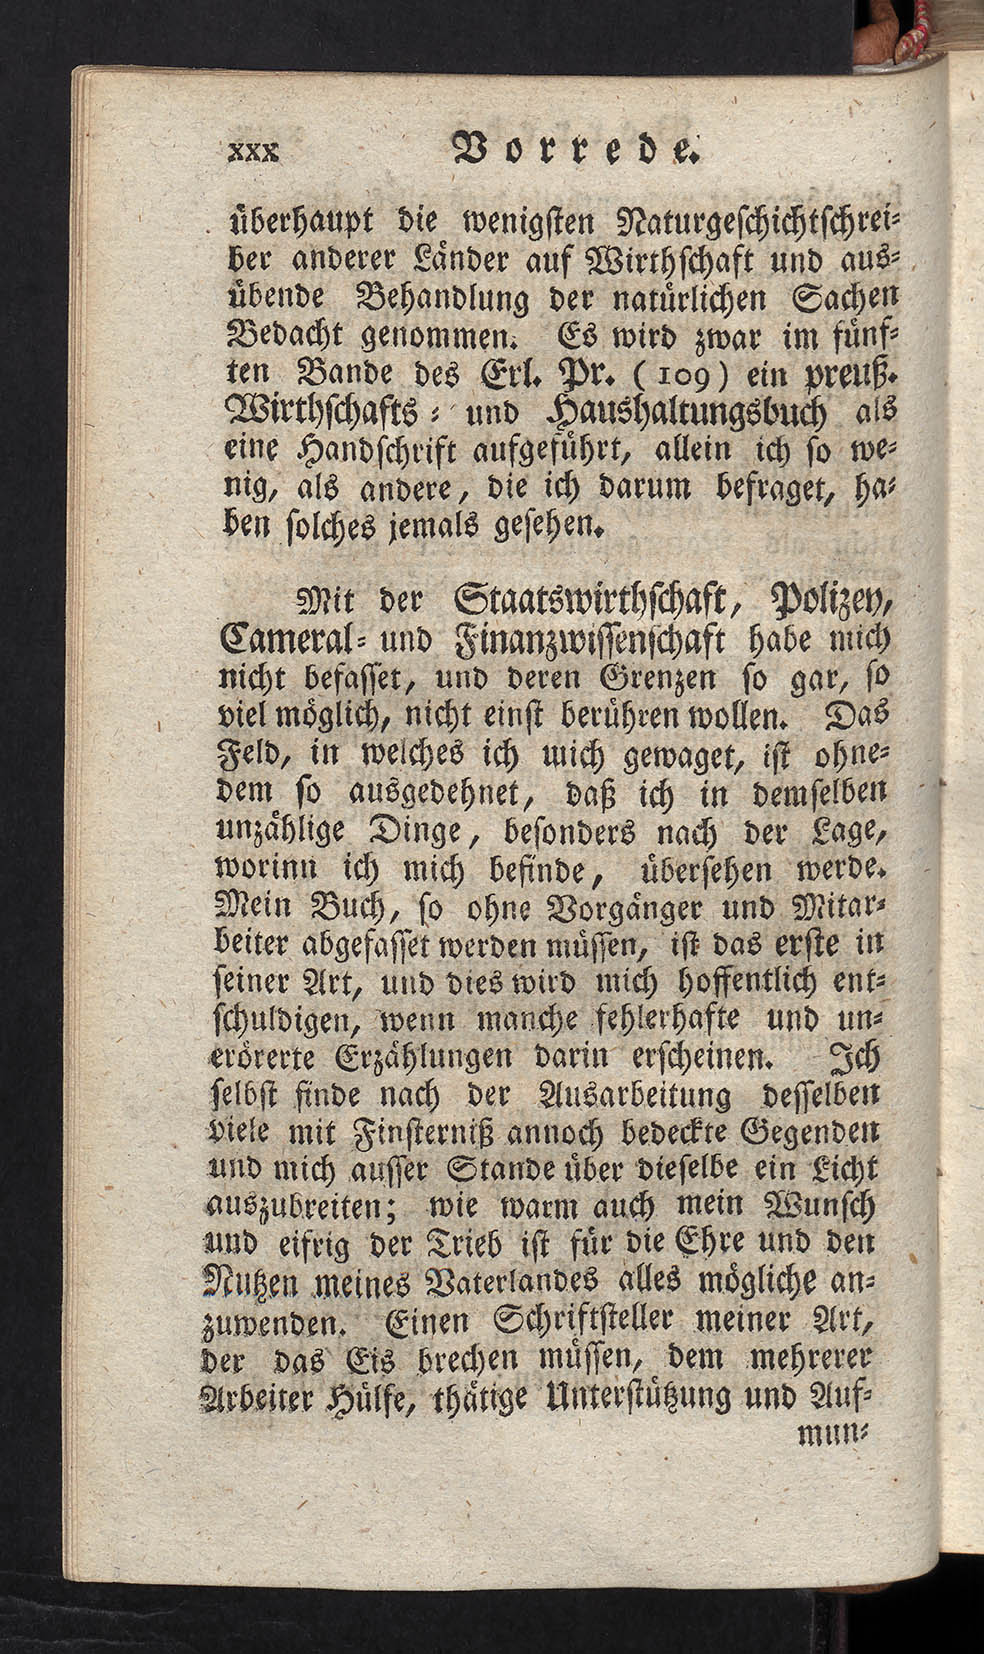 xxx Vorrede.
überhaupt die wenigsten Naturgeschichtschrei-
ber anderer Länder auf Wirthschaft und aus-
übende Behandlung der natürlichen Sachen
Bedacht genommen. Es wird zwar im fünf-
ten Bande des Erl. Pr. (109) ein preuß.
Wirthschafts- und Haushaltungsbuch als
eine Handschrift aufgeführt, allein ich so we-
nig, als andere, die ich darum befraget, ha-
ben solches jemals gesehen.
Mit der Staatswirthschaft, Polizey,
Cameral- und Finanzwissenschaft habe mich
nicht befasset, und deren Grenzen so gar, so
viel möglich, nicht einst berühren wollen. Das
Feld, in welches ich mich gewaget, ist ohne-
dem so ausgedehnet, daß ich in demselben
unzählige Dinge, besonders nach der Lage,
worinn ich mich befinde, übersehen werde.
Mein Buch, so ohne Vorgänger und Mitar-
beiter abgefasset werden müssen, ist das erste in
seiner Art, und dies wird mich hoffentlich ent-
schuldigen, wenn manche fehlerhafte und un-
erörerte Erzählungen darin erscheinen. Ich
selbst finde nach der Ausarbeitung desselben
viele mit Finsterniß annoch bedeckte Gegenden
und mich ausser Stande über dieselbe ein Licht
auszubreiten; wie warm auch mein Wunsch
und eifrig der Trieb ist für die Ehre und den
Nutzen meines Vaterlandes alles mögliche an-
zuwenden. Einen Schriftsteller meiner Art,
der das Eis brechen müssen, dem mehrerer
Arbeiter Hülfe, thätige Unterstützung und Auf-
mun-